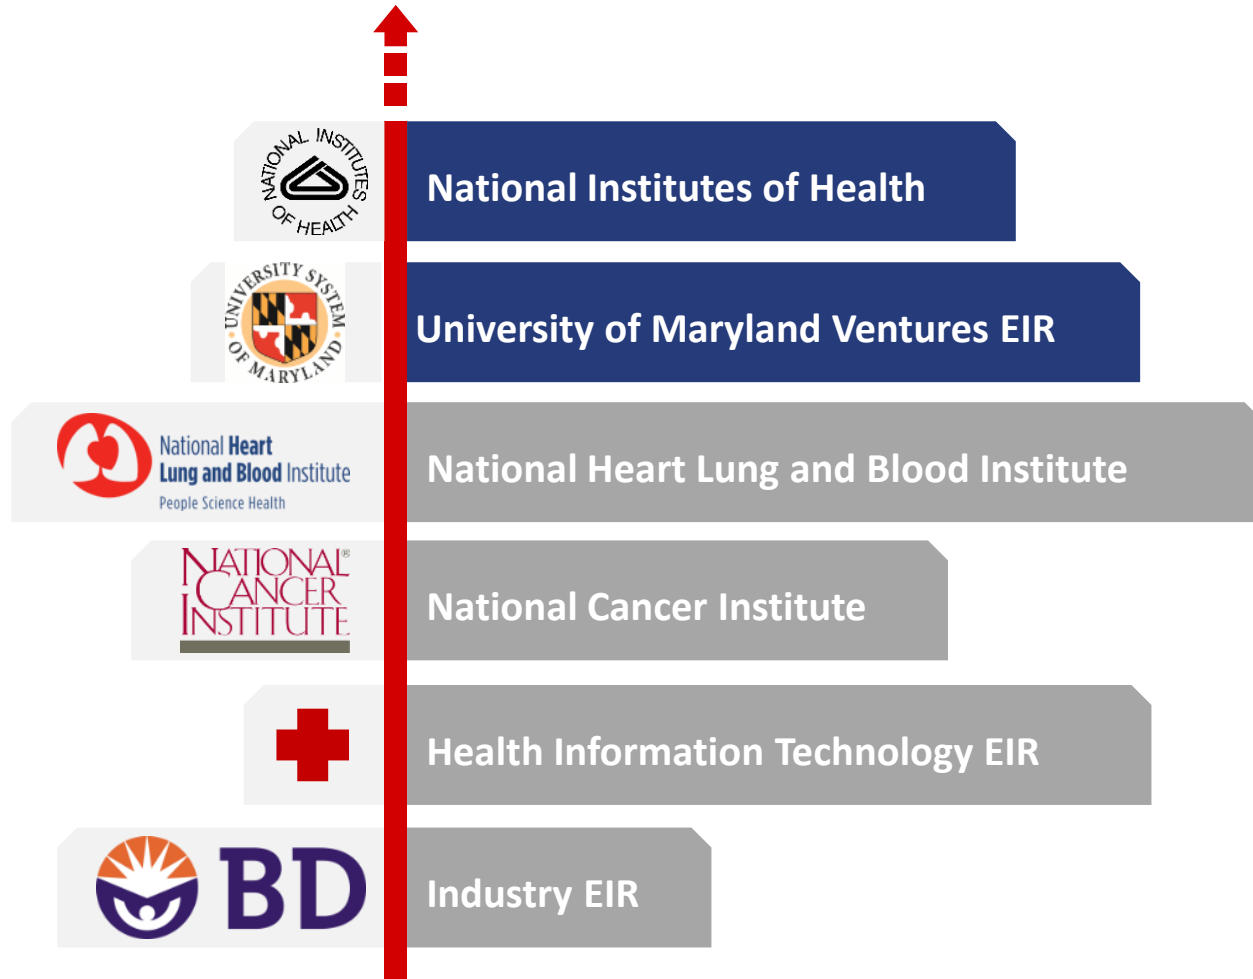 NATIONAL INSTITUTES OF HEALTH
National Institutes of Health
UNIVERSITY SYSTEM OF MARYLAND
University of Maryland Ventures EIR
National Heart
Lung and Blood Institute
People Science Health
National Heart Lung and Blood Institute
NATIONAL®
CANCER
INSTITUTE
National Cancer Institute
Health Information Technology EIR
BD
Industry EIR